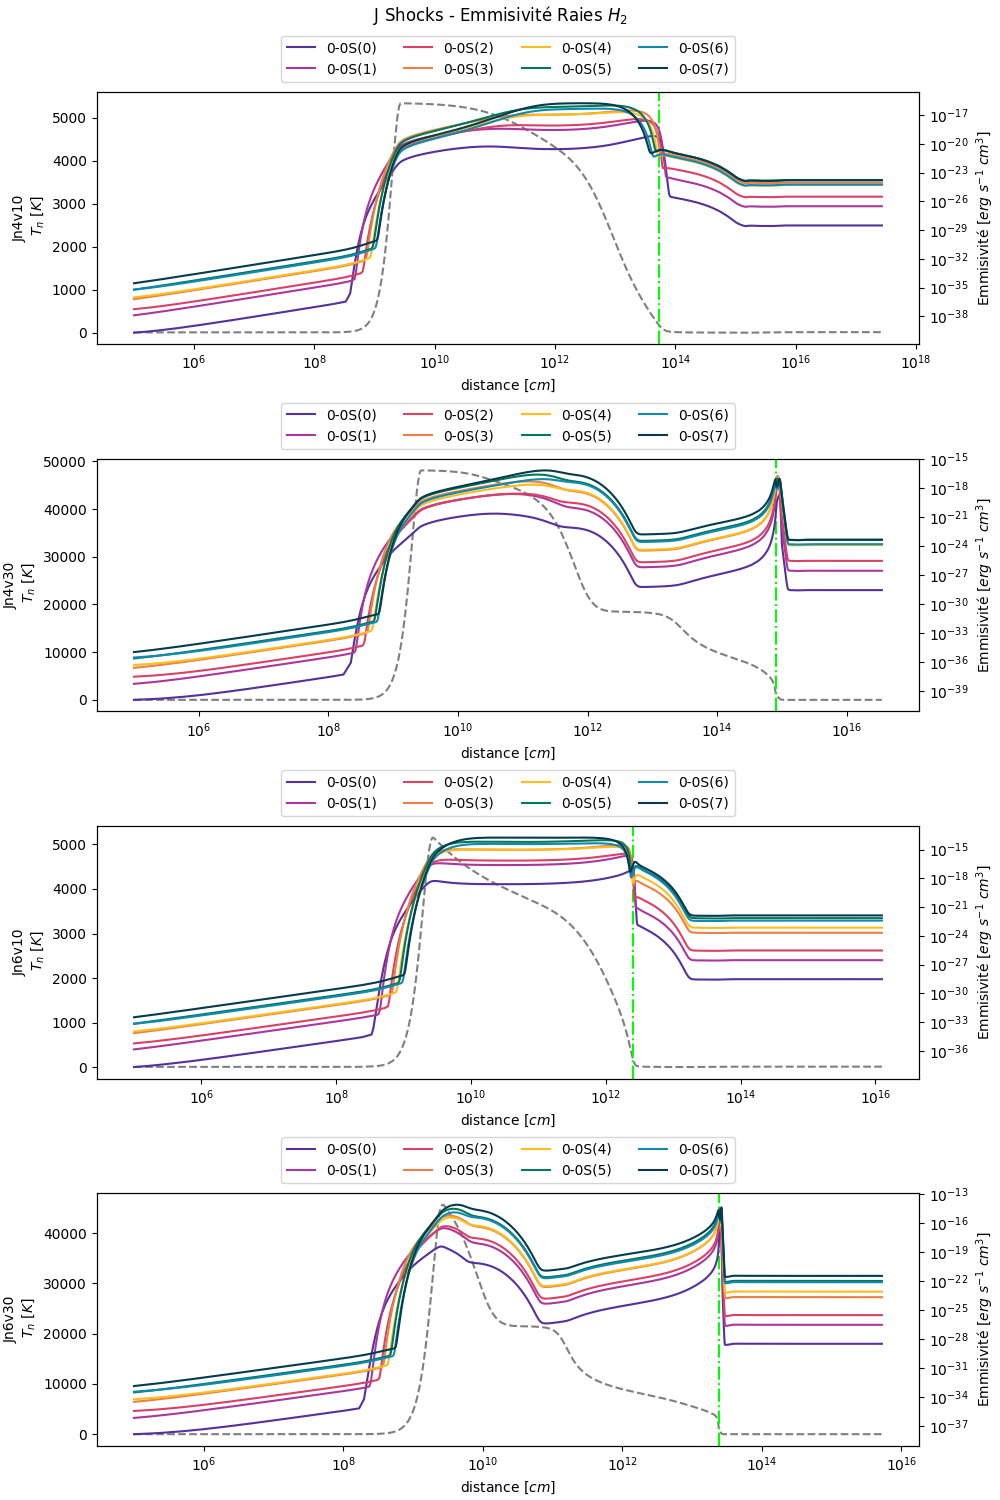 J Shocks - Emmisivité Raies $H_2$
0-0S(0) 0-0S(2) 0-0S(4) 0-0S(6)
0-0S(1) 0-0S(3) 0-0S(5) 0-0S(7)
Jn4v10
$T_n$ [$K$]
5000
4000
3000
2000
1000
0
$10^{-17}$
$10^{-20}$
$10^{-23}$
$10^{-26}$
$10^{-29}$
$10^{-32}$
$10^{-35}$
$10^{-38}$
Emmisivité [$erg\ s^{-1}\ cm^3$]
$10^6$ $10^8$ $10^{10}$ $10^{12}$ $10^{14}$ $10^{16}$ $10^{18}$
distance [$cm$]
0-0S(0) 0-0S(2) 0-0S(4) 0-0S(6)
0-0S(1) 0-0S(3) 0-0S(5) 0-0S(7)
Jn4v30
$T_n$ [$K$]
50000
40000
30000
20000
10000
0
$10^{-15}$
$10^{-18}$
$10^{-21}$
$10^{-24}$
$10^{-27}$
$10^{-30}$
$10^{-33}$
$10^{-36}$
$10^{-39}$
Emmisivité [$erg\ s^{-1}\ cm^3$]
$10^6$ $10^8$ $10^{10}$ $10^{12}$ $10^{14}$ $10^{16}$
distance [$cm$]
0-0S(0) 0-0S(2) 0-0S(4) 0-0S(6)
0-0S(1) 0-0S(3) 0-0S(5) 0-0S(7)
Jn6v10
$T_n$ [$K$]
5000
4000
3000
2000
1000
0
$10^{-15}$
$10^{-18}$
$10^{-21}$
$10^{-24}$
$10^{-27}$
$10^{-30}$
$10^{-33}$
$10^{-36}$
Emmisivité [$erg\ s^{-1}\ cm^3$]
$10^6$ $10^8$ $10^{10}$ $10^{12}$ $10^{14}$ $10^{16}$
distance [$cm$]
0-0S(0) 0-0S(2) 0-0S(4) 0-0S(6)
0-0S(1) 0-0S(3) 0-0S(5) 0-0S(7)
Jn6v30
$T_n$ [$K$]
40000
30000
20000
10000
0
$10^{-13}$
$10^{-16}$
$10^{-19}$
$10^{-22}$
$10^{-25}$
$10^{-28}$
$10^{-31}$
$10^{-34}$
$10^{-37}$
Emmisivité [$erg\ s^{-1}\ cm^3$]
$10^6$ $10^8$ $10^{10}$ $10^{12}$ $10^{14}$ $10^{16}$
distance [$cm$]